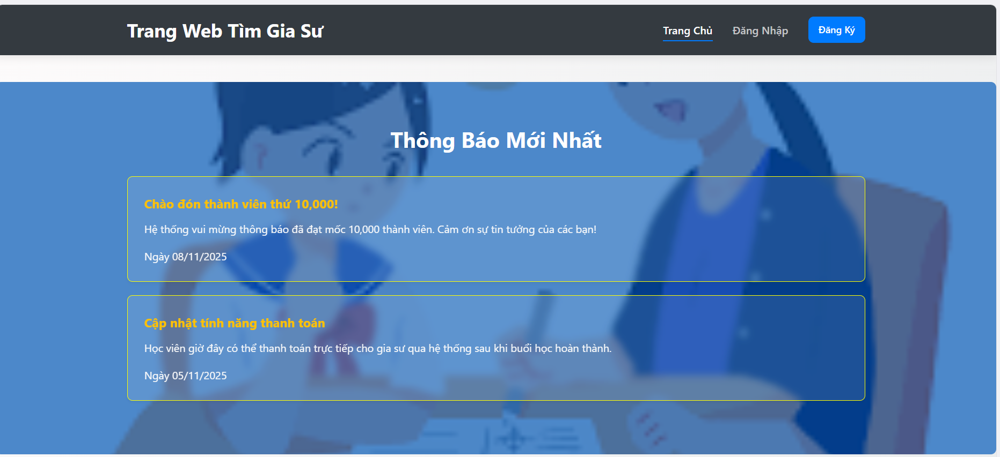 Trang Web Tìm Gia Sư
Trang Chủ
Đăng Nhập
Đăng Ký
Thông Báo Mới Nhất
Chào đón thành viên thứ 10,000!
Hệ thống vui mừng thông báo đã đạt mốc 10,000 thành viên. Cảm ơn sự tin tưởng của các bạn!
Ngày 08/11/2025
Cập nhật tính năng thanh toán
Học viên giờ đây có thể thanh toán trực tiếp cho gia sư qua hệ thống sau khi buổi học hoàn thành.
Ngày 05/11/2025